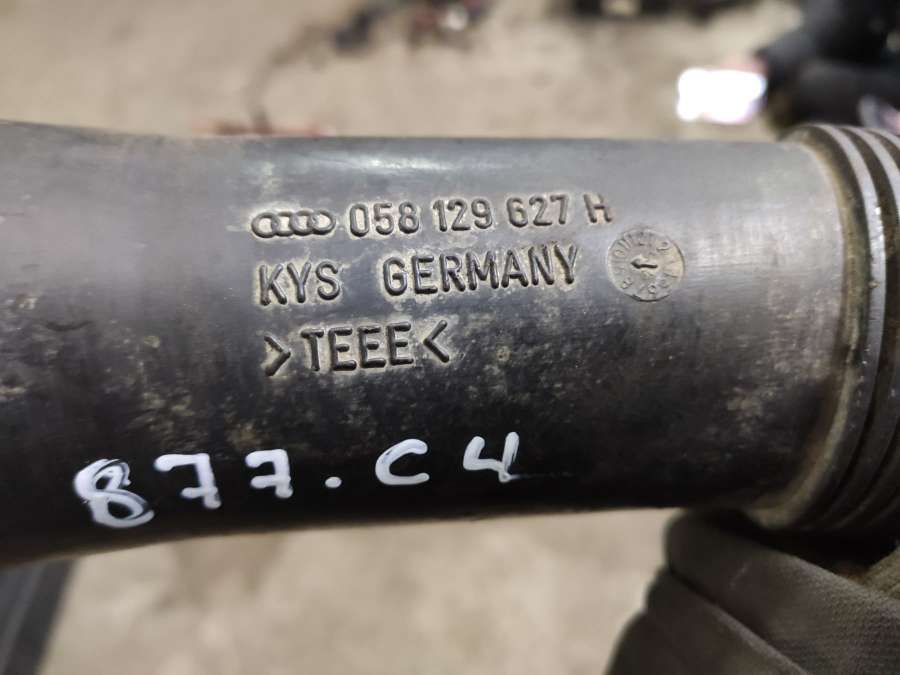 058 129 627 H
KYS GERMANY
>TEEE<
877.C4